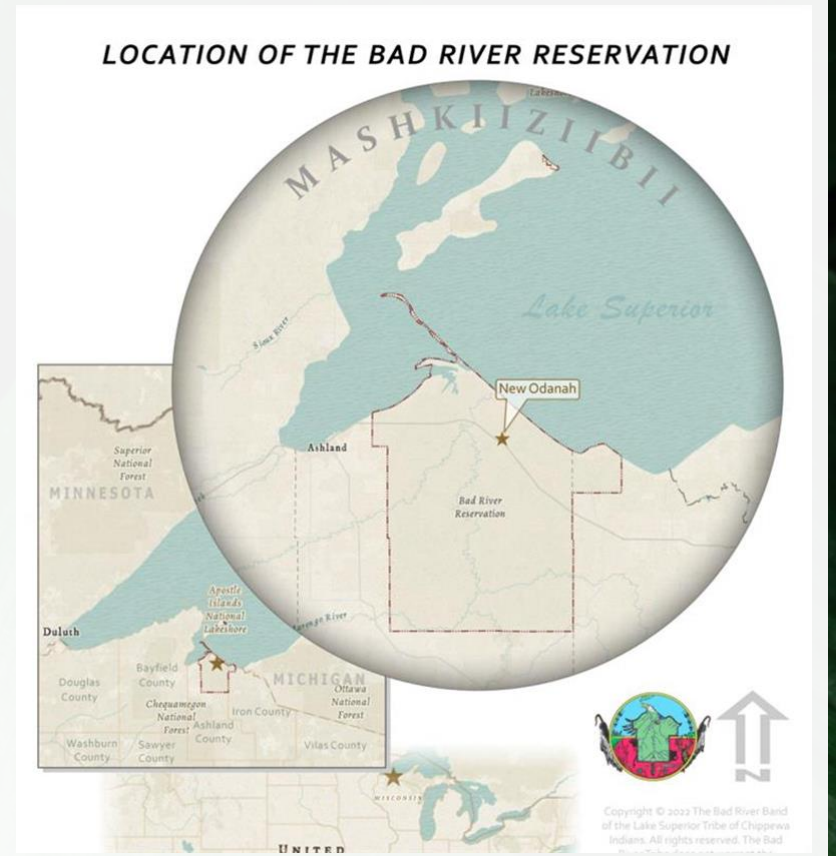 LOCATION OF THE BAD RIVER RESERVATION
MASHKIIZIIBII
Lake Superior
Sioux River
New Odanah
Ashland
Bad River
Reservation
Superior
National
Forest
MINNESOTA
Apostle
Islands
National
Lakeshore
Duluth
Bayfield
County
MICHIGAN
Douglas
County
Ottawa
National
Forest
Chequamegon
National
Forest
Iron County
Ashland
County
Washburn
County
Sawyer
County
Vilas County
WISCONSIN
UNITED
N
Copyright © 2022 The Bad River Band
of the Lake Superior Tribe of Chippewa
Indians. All rights reserved. The Bad